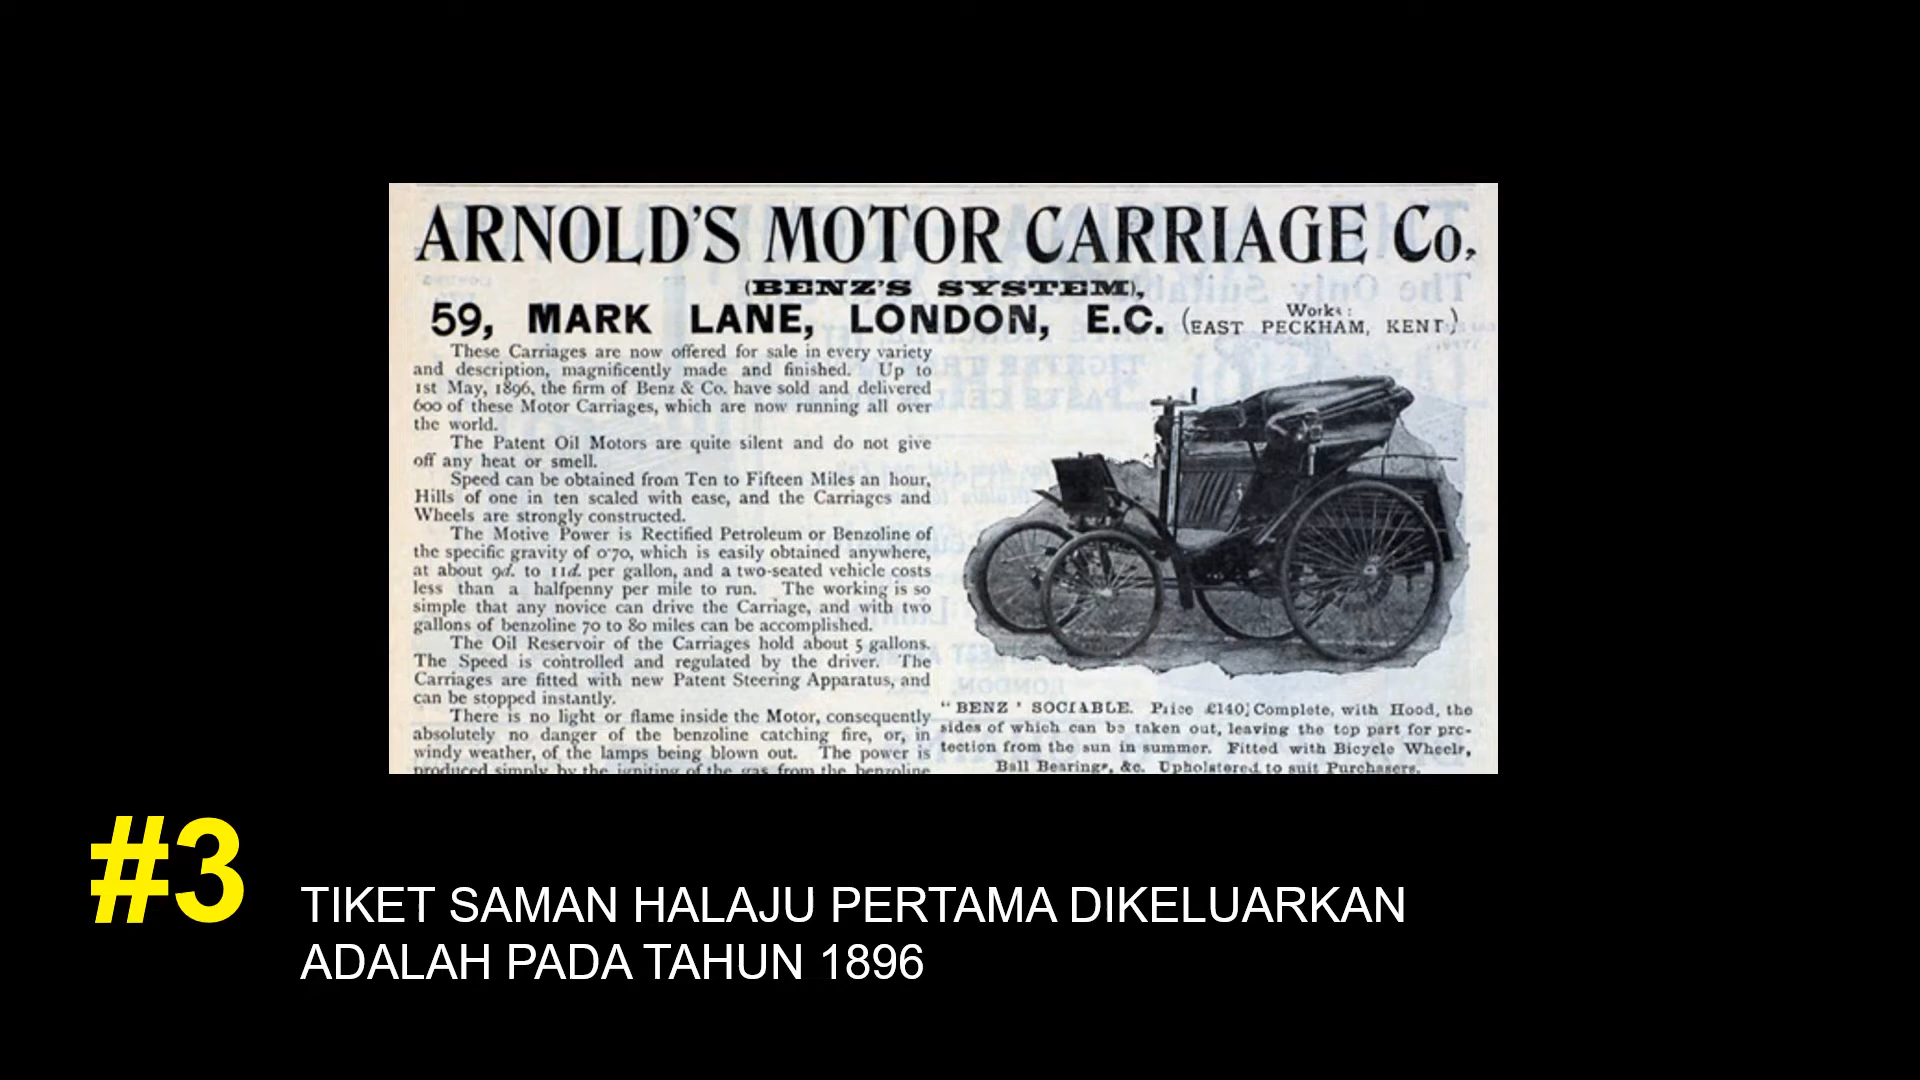 ARNOLD'S MOTOR CARRIAGE Co.,
(BENZ'S SYSTEM),
59, MARK LANE, LONDON, E.C. (Works: EAST PECKHAM, KENT.)
These Carriages are now offered for sale in every variety
and description, magnificently made and finished. Up to
1st May, 1896, the firm of Benz & Co. have sold and delivered
600 of these Motor Carriages, which are now running all over
the world.
The Patent Oil Motors are quite silent and do not give
off any heat or smell.
Speed can be obtained from Ten to Fifteen Miles an hour,
Hills of one in ten scaled with ease, and the Carriages and
Wheels are strongly constructed.
The Motive Power is Rectified Petroleum or Benzoline of
the specific gravity of 0·70, which is easily obtained anywhere,
at about 9d. to 11d. per gallon, and a two-seated vehicle costs
less than a halfpenny per mile to run. The working is so
simple that any novice can drive the Carriage, and with two
gallons of benzoline 70 to 80 miles can be accomplished.
The Oil Reservoir of the Carriages hold about 5 gallons.
The Speed is controlled and regulated by the driver. The
Carriages are fitted with new Patent Steering Apparatus, and
can be stopped instantly.
There is no light or flame inside the Motor, consequently
absolutely no danger of the benzoline catching fire, or, in
windy weather, of the lamps being blown out. The power is
produced simply by the igniting of the gas from the benzoline
"BENZ" SOCIABLE. Price £140, Complete, with Hood, the
sides of which can be taken out, leaving the top part for pro-
tection from the sun in summer. Fitted with Bicycle Wheels,
Ball Bearings, &c. Upholstered to suit Purchasers.
#3
TIKET SAMAN HALAJU PERTAMA DIKELUARKAN
ADALAH PADA TAHUN 1896